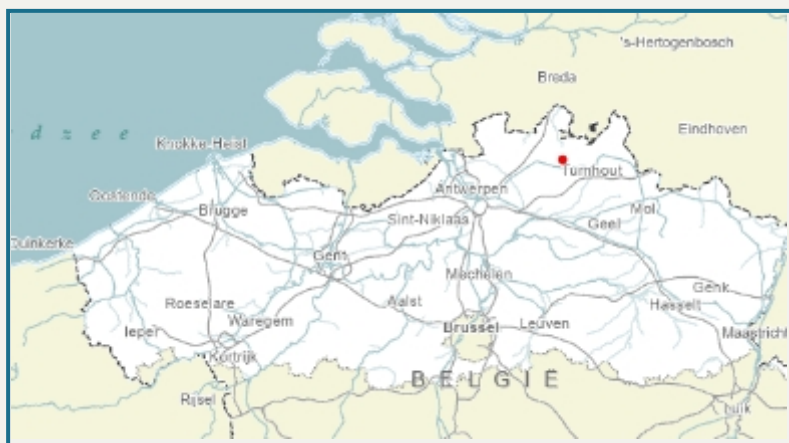 's-Hertogenbosch
Breda
Eindhoven
d z e e
Knokke-Heist
Turnhout
Oostende
Antwerpen
Brugge
Sint-Niklaas
Geel
Mol
Duinkerke
Gent
Mechelen
Genk
Roeselare
Aalst
Hasselt
Waregem
Ieper
Brussel
Leuven
Maastricht
Kortrijk
BELGIË
Rijsel
Luik